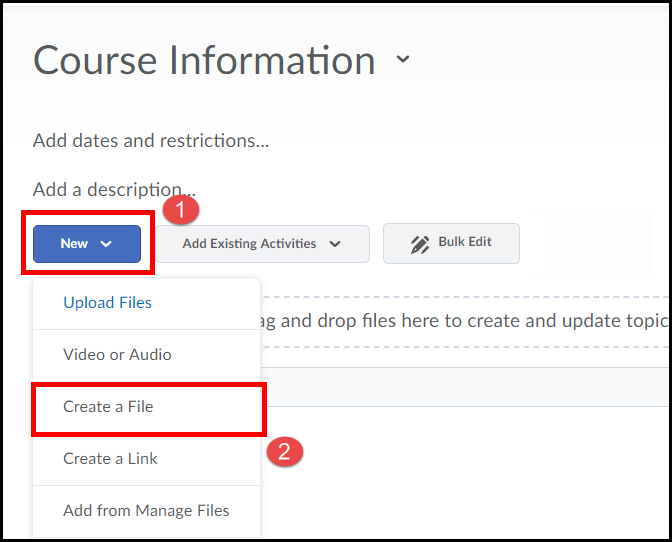 Course Information
Add dates and restrictions...
Add a description...
1
New Add Existing Activities Bulk Edit
Upload Files
ag and drop files here to create and update topic
Video or Audio
Create a File
2
Create a Link
Add from Manage Files